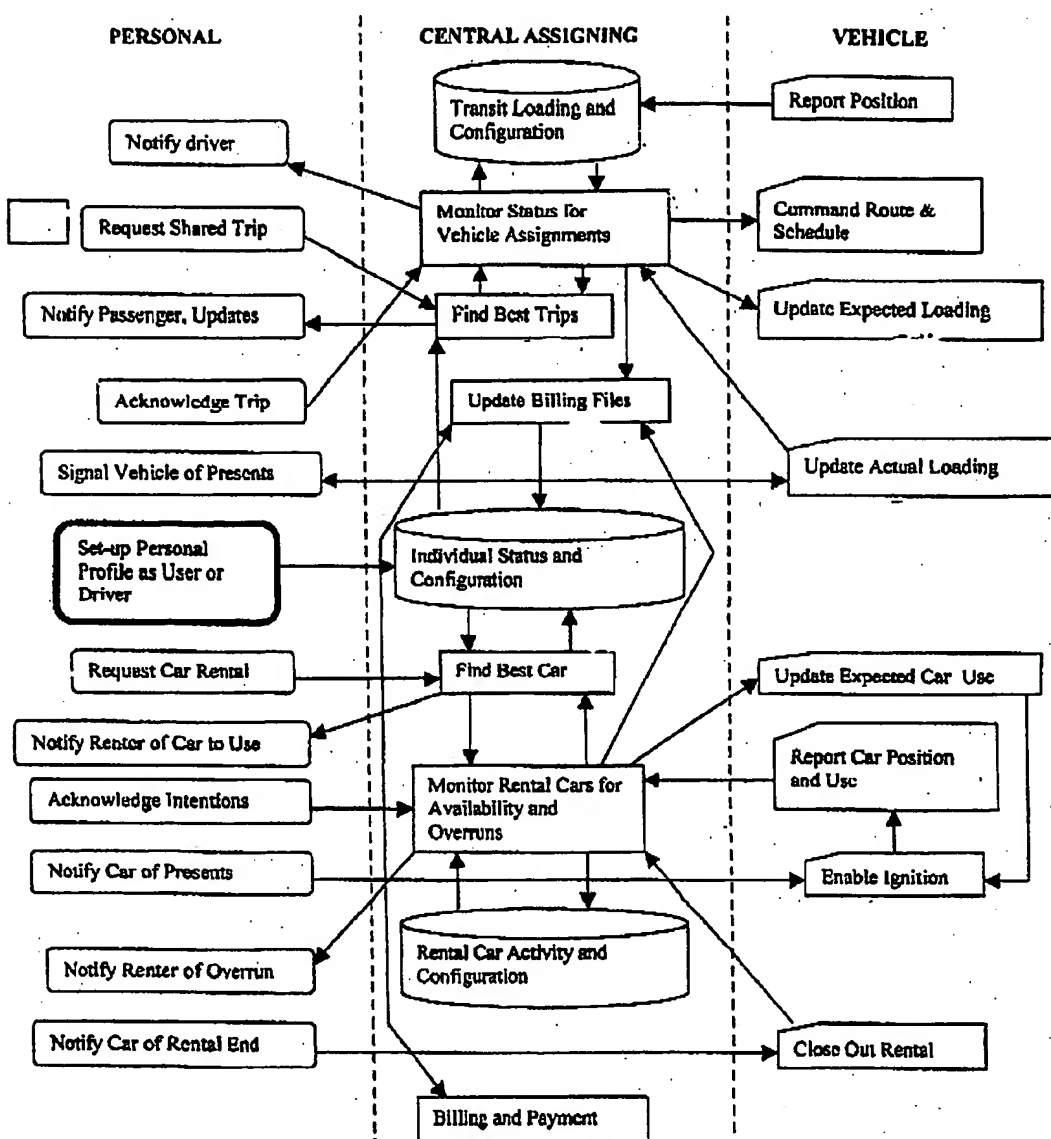 PERSONAL
CENTRAL ASSIGNING
VEHICLE
Transit Loading and
Configuration
Report Position
Notify driver
Monitor Status for
Vehicle Assignments
Command Route &
Schedule
Request Shared Trip
Notify Passenger, Updates
Find Best Trips
Update Expected Loading
Acknowledge Trip
Update Billing Files
Signal Vehicle of Presents
Update Actual Loading
Set-up Personal
Profile as User or
Driver
Individual Status and
Configuration
Request Car Rental
Find Best Car
Update Expected Car Use
Notify Renter of Car to Use
Report Car Position
and Use
Acknowledge Intentions
Monitor Rental Cars for
Availability and
Overruns
Notify Car of Presents
Enable Ignition
Notify Renter of Overrun
Rental Car Activity and
Configuration
Notify Car of Rental End
Close Out Rental
Billing and Payment